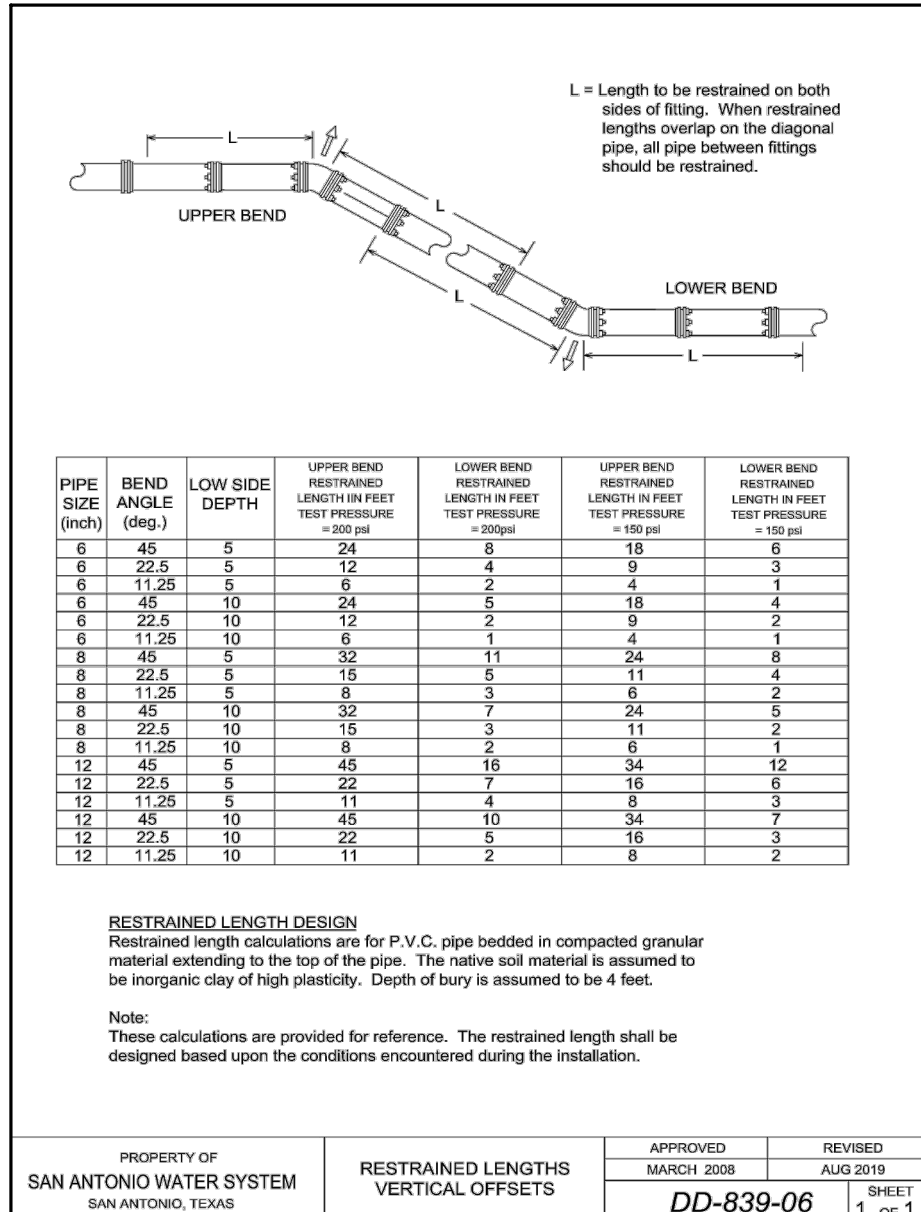 L = Length to be restrained on both
sides of fitting. When restrained
lengths overlap on the diagonal
pipe, all pipe between fittings
should be restrained.
L
UPPER BEND
L
L
LOWER BEND
L
PIPE SIZE (inch) BEND ANGLE (deg.) LOW SIDE DEPTH UPPER BEND RESTRAINED LENGTH IIN FEET TEST PRESSURE = 200 psi LOWER BEND RESTRAINED LENGTH IN FEET TEST PRESSURE = 200psi UPPER BEND RESTRAINED LENGTH IN FEET TEST PRESSURE = 150 psi LOWER BEND RESTRAINED LENGTH IN FEET TEST PRESSURE = 150 psi
6 45 5 24 8 18 6
6 22.5 5 12 4 9 3
6 11.25 5 6 2 4 1
6 45 10 24 5 18 4
6 22.5 10 12 2 9 2
6 11.25 10 6 1 4 1
8 45 5 32 11 24 8
8 22.5 5 15 5 11 4
8 11.25 5 8 3 6 2
8 45 10 32 7 24 5
8 22.5 10 15 3 11 2
8 11.25 10 8 2 6 1
12 45 5 45 16 34 12
12 22.5 5 22 7 16 6
12 11.25 5 11 4 8 3
12 45 10 45 10 34 7
12 22.5 10 22 5 16 3
12 11.25 10 11 2 8 2
RESTRAINED LENGTH DESIGN
Restrained length calculations are for P.V.C. pipe bedded in compacted granular
material extending to the top of the pipe. The native soil material is assumed to
be inorganic clay of high plasticity. Depth of bury is assumed to be 4 feet.
Note:
These calculations are provided for reference. The restrained length shall be
designed based upon the conditions encountered during the installation.
PROPERTY OF
SAN ANTONIO WATER SYSTEM
SAN ANTONIO, TEXAS
RESTRAINED LENGTHS
VERTICAL OFFSETS
APPROVED REVISED
MARCH 2008 AUG 2019
DD-839-06
SHEET
1 OF 1